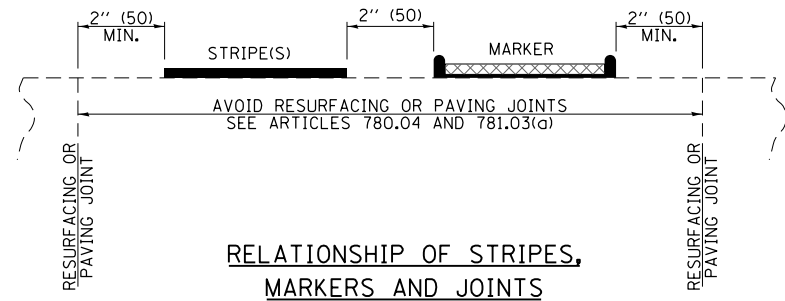 2'' (50)
MIN.
2'' (50)
2'' (50)
MIN.
STRIPE(S)
MARKER
AVOID RESURFACING OR PAVING JOINTS
SEE ARTICLES 780.04 AND 781.03(a)
RESURFACING OR
PAVING JOINT
RESURFACING OR
PAVING JOINT
RELATIONSHIP OF STRIPES,
MARKERS AND JOINTS